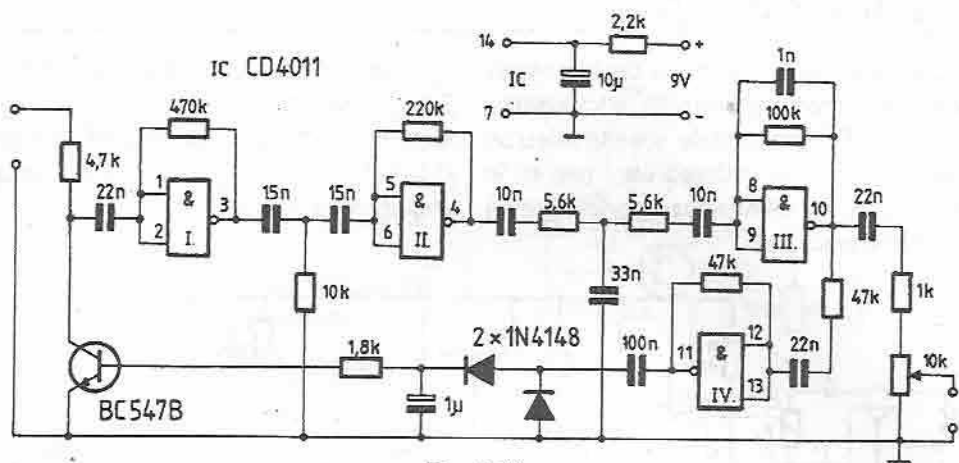 2,2k
14
+
IC CD4011
IC
10µ
9V
7
-
1n
470k
220k
100k
4,7k
22n
1
2
&
I.
3
15n
15n
5
6
&
II.
4
10n
5,6k
5,6k
10n
8
9
&
III.
10
22n
10k
33n
47k
47k
1k
2×1N4148
100n
11
&
IV.
12
13
22n
10k
1,8k
BC547B
1µ